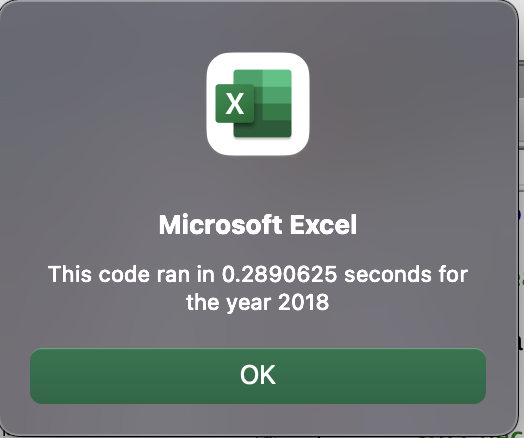 X
Microsoft Excel
This code ran in 0.2890625 seconds for
the year 2018
OK